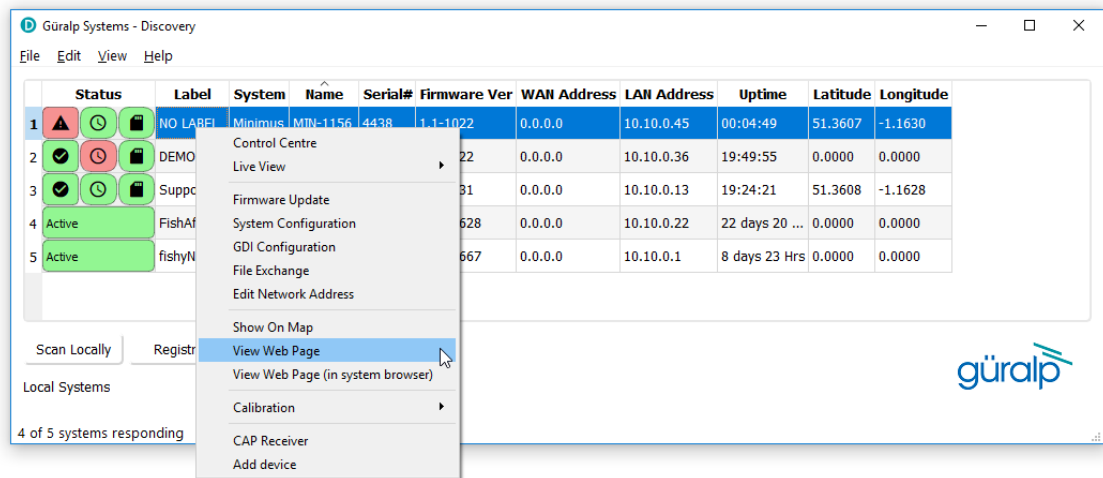 Güralp Systems - Discovery
File Edit View Help
Status Label System Name Serial# Firmware Ver WAN Address LAN Address Uptime Latitude Longitude
1 NO LABEL Minimus MIN-1156 4438 1.1-1022 0.0.0.0 10.10.0.45 00:04:49 51.3607 -1.1630
2 DEMO 22 0.0.0.0 10.10.0.36 19:49:55 0.0000 0.0000
3 Suppo 31 0.0.0.0 10.10.0.13 19:24:21 51.3608 -1.1628
4 Active FishAf 628 0.0.0.0 10.10.0.22 22 days 20 ... 0.0000 0.0000
5 Active fishyN 667 0.0.0.0 10.10.0.1 8 days 23 Hrs 0.0000 0.0000
Control Centre
Live View
Firmware Update
System Configuration
GDI Configuration
File Exchange
Edit Network Address
Show On Map
View Web Page
View Web Page (in system browser)
Calibration
CAP Receiver
Add device
Scan Locally Registr
Local Systems
4 of 5 systems responding
güralp